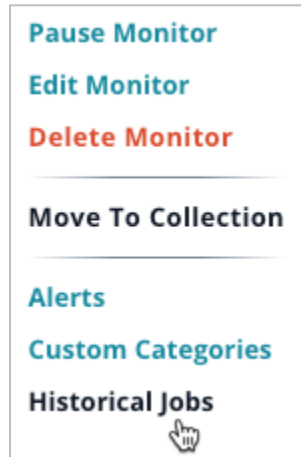 Pause Monitor
Edit Monitor
Delete Monitor
Move To Collection
Alerts
Custom Categories
Historical Jobs